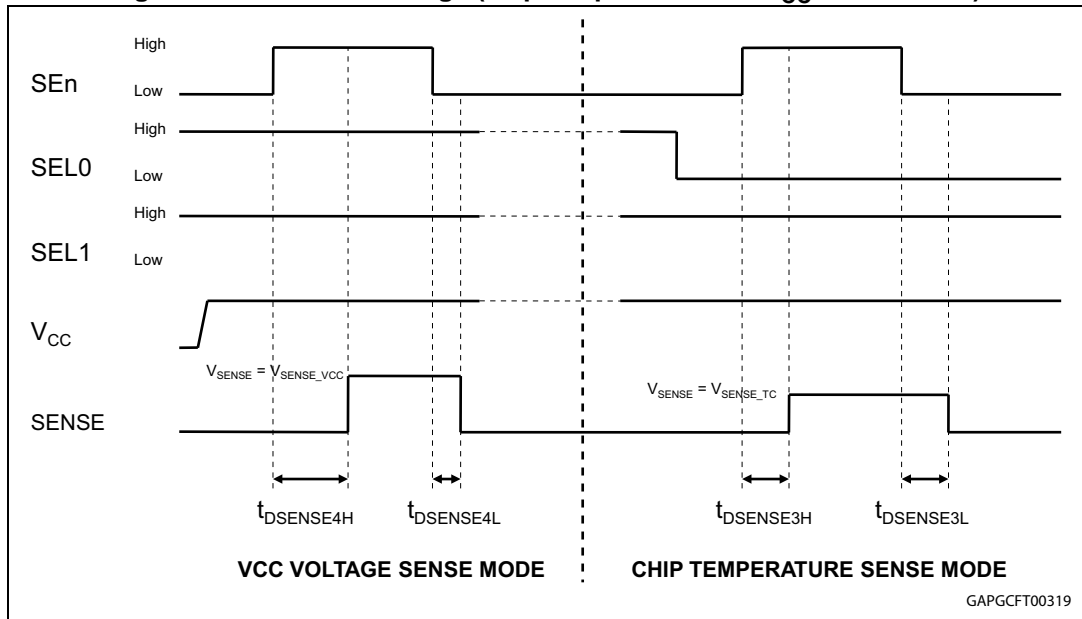 High
SEn
Low
High
SEL0
Low
High
SEL1
Low
VCC
VSENSE = VSENSE_VCC
VSENSE = VSENSE_TC
SENSE
tDSENSE4H tDSENSE4L tDSENSE3H tDSENSE3L
VCC VOLTAGE SENSE MODE CHIP TEMPERATURE SENSE MODE
GAPGCFT00319